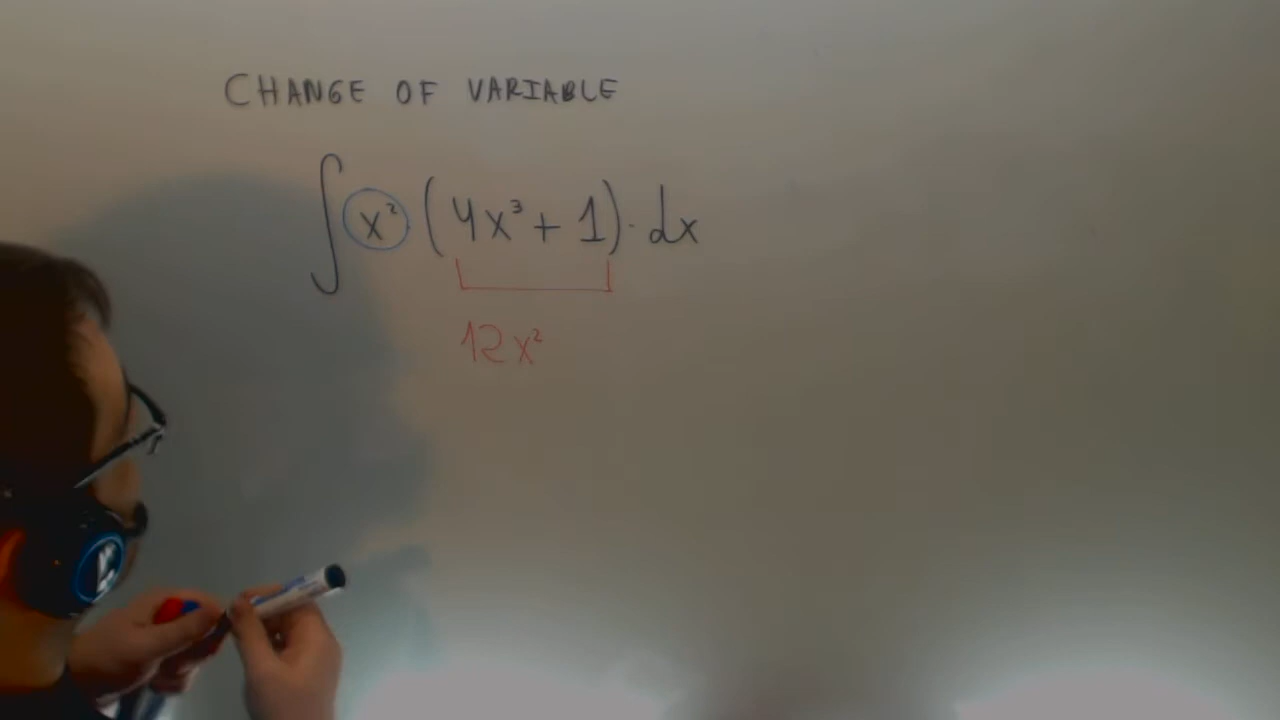 CHANGE OF VARIABLE
∫ x² (4x³ + 1) · dx
12x²